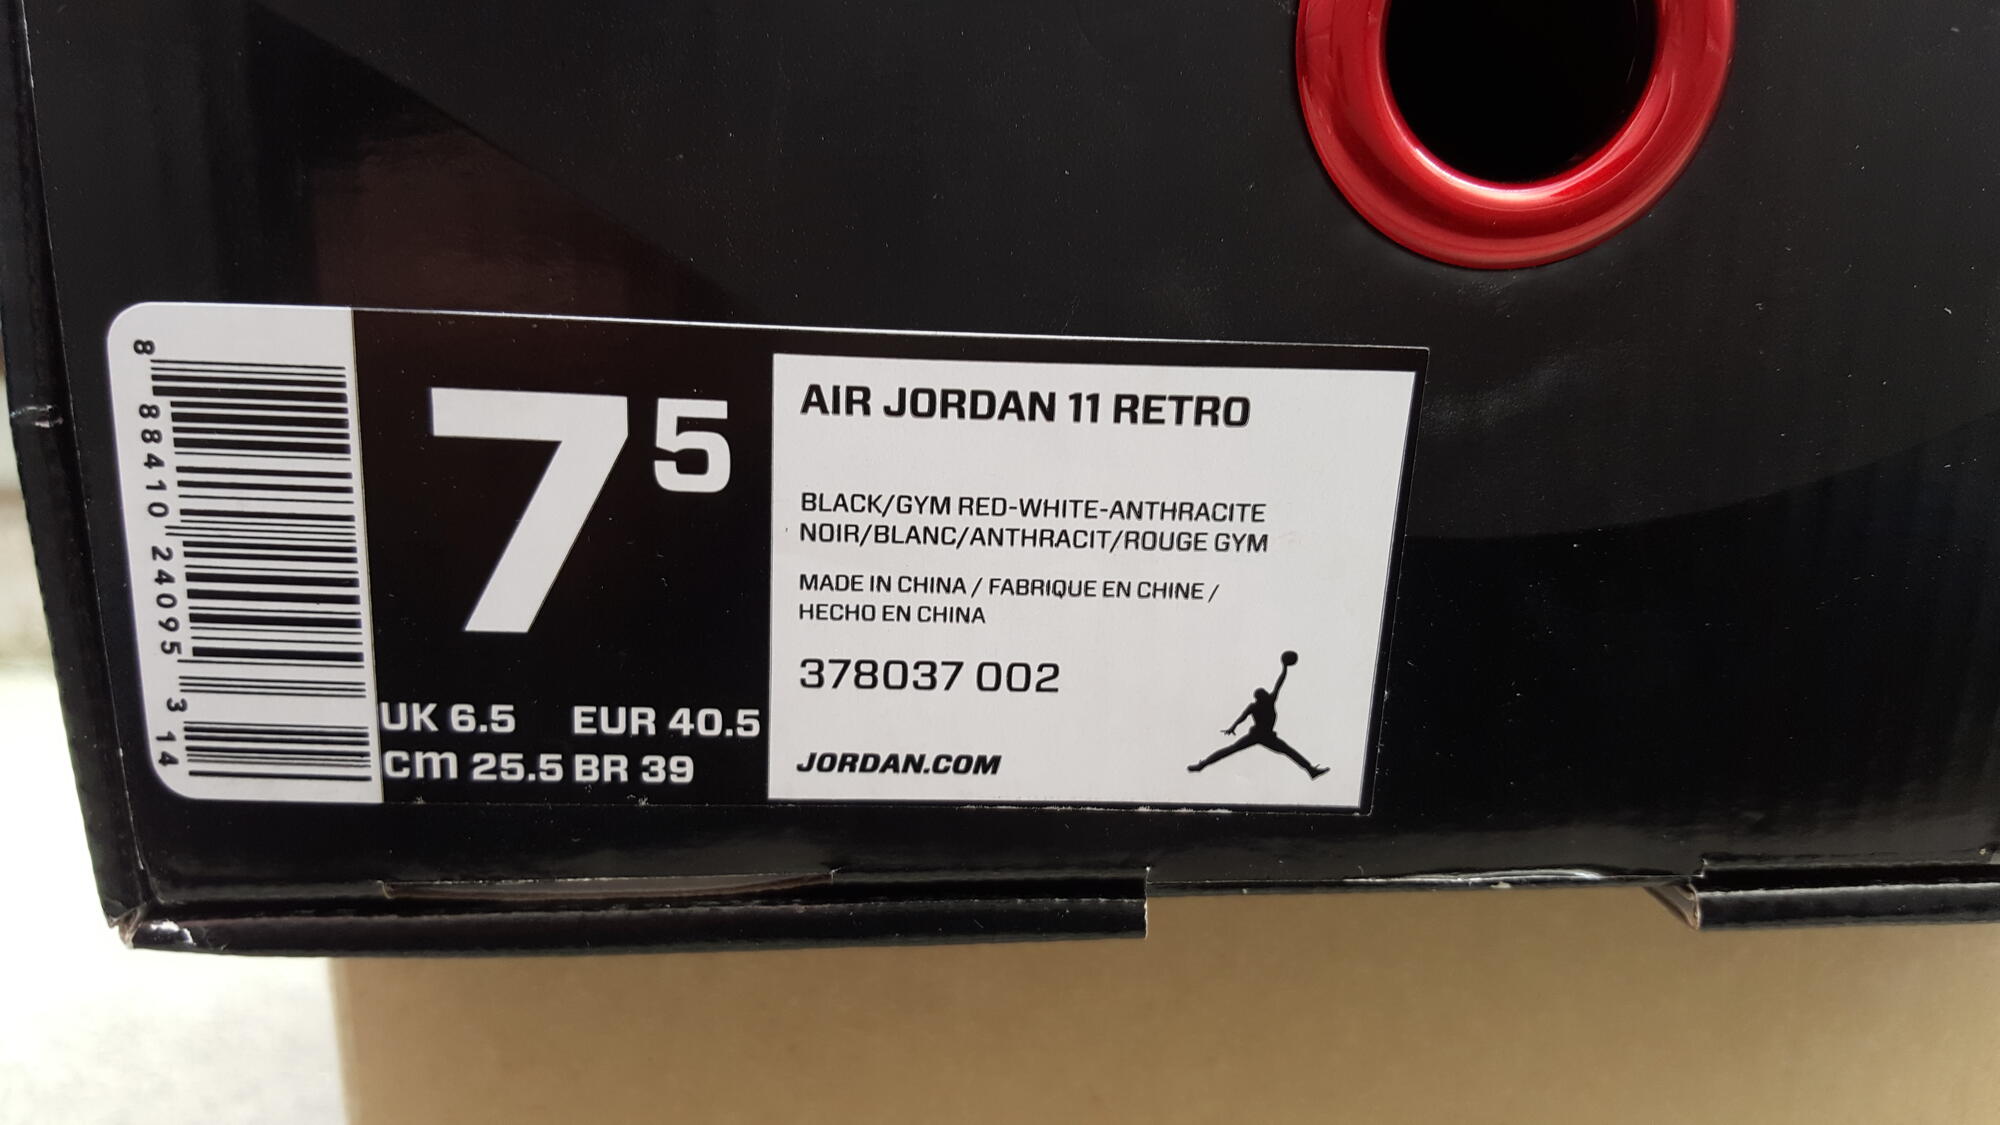 8 88410 24095 3 14
7 5
UK 6.5 EUR 40.5
cm 25.5 BR 39
AIR JORDAN 11 RETRO
BLACK/GYM RED-WHITE-ANTHRACITE
NOIR/BLANC/ANTHRACIT/ROUGE GYM
MADE IN CHINA / FABRIQUE EN CHINE /
HECHO EN CHINA
378037 002
JORDAN.COM